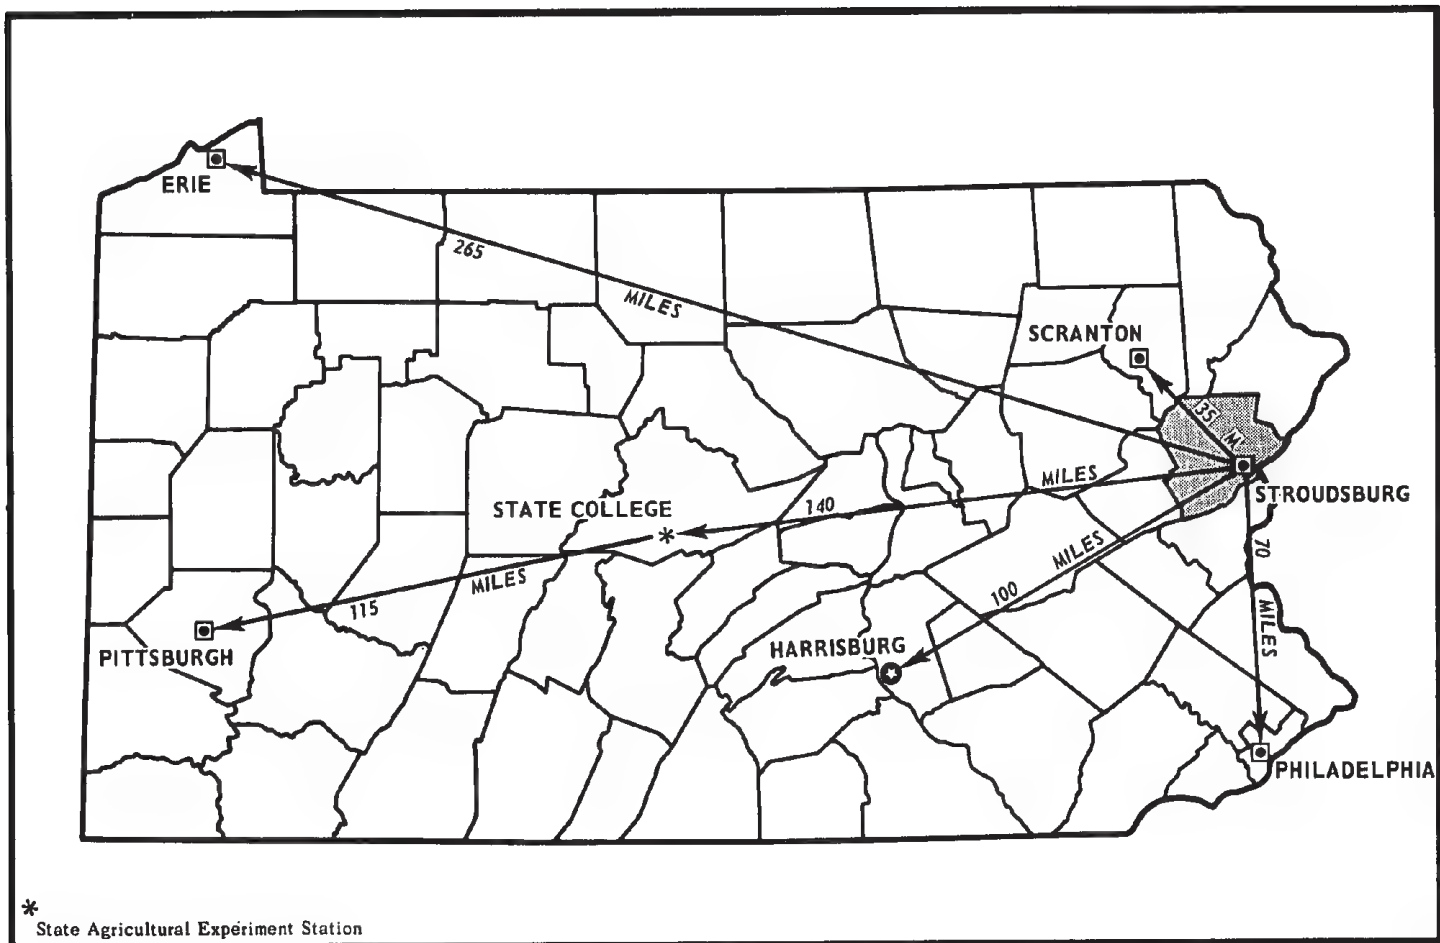 ERIE
265
MILES
SCRANTON
35 M
STATE COLLEGE
*
140
MILES
STROUDSBURG
MILES
115
MILES
100
70
MILES
PITTSBURGH
HARRISBURG
PHILADELPHIA
*
State Agricultural Experiment Station